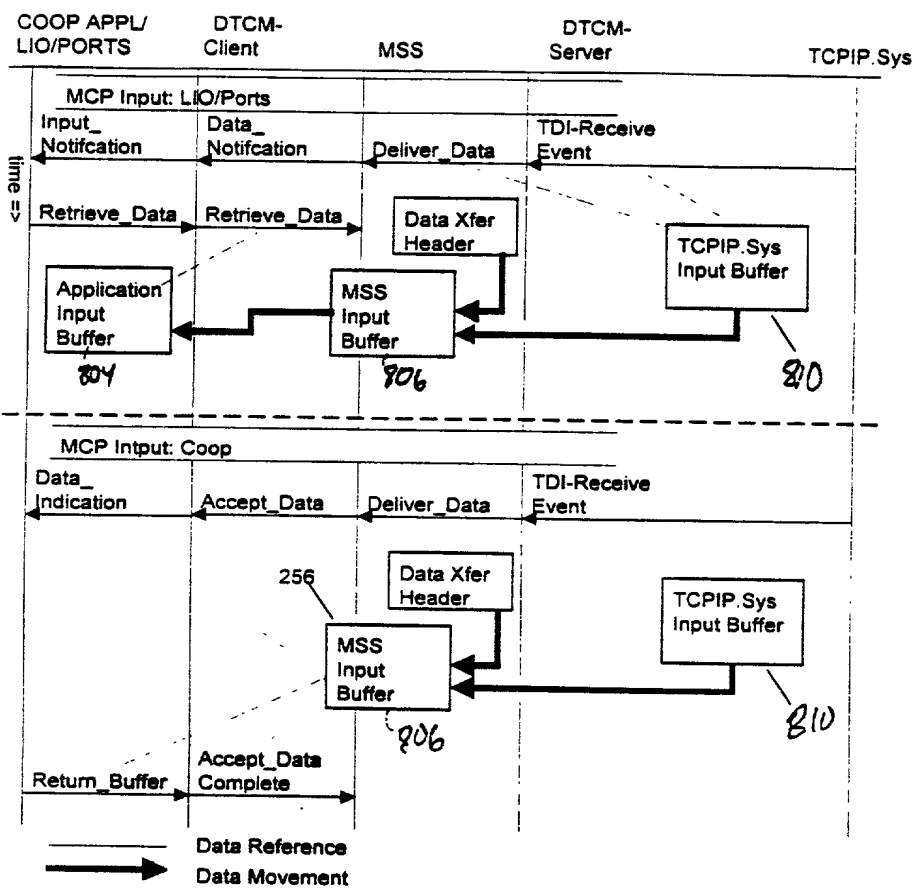 COOP APPL/
LIO/PORTS
DTCM-
Client
MSS
DTCM-
Server
TCPIP.Sys
MCP Input: LIO/Ports
Input_
Notifcation
Data_
Notifcation
Deliver_Data
TDI-Receive
Event
time =>
Retrieve_Data
Retrieve_Data
Data Xfer
Header
TCPIP.Sys
Input Buffer
Application
Input
Buffer
MSS
Input
Buffer
804
806
810
MCP Intput: Coop
Data_
Indication
Accept_Data
Deliver_Data
TDI-Receive
Event
256
Data Xfer
Header
TCPIP.Sys
Input Buffer
MSS
Input
Buffer
806
810
Return_Buffer
Accept_Data
Complete
Data Reference
Data Movement